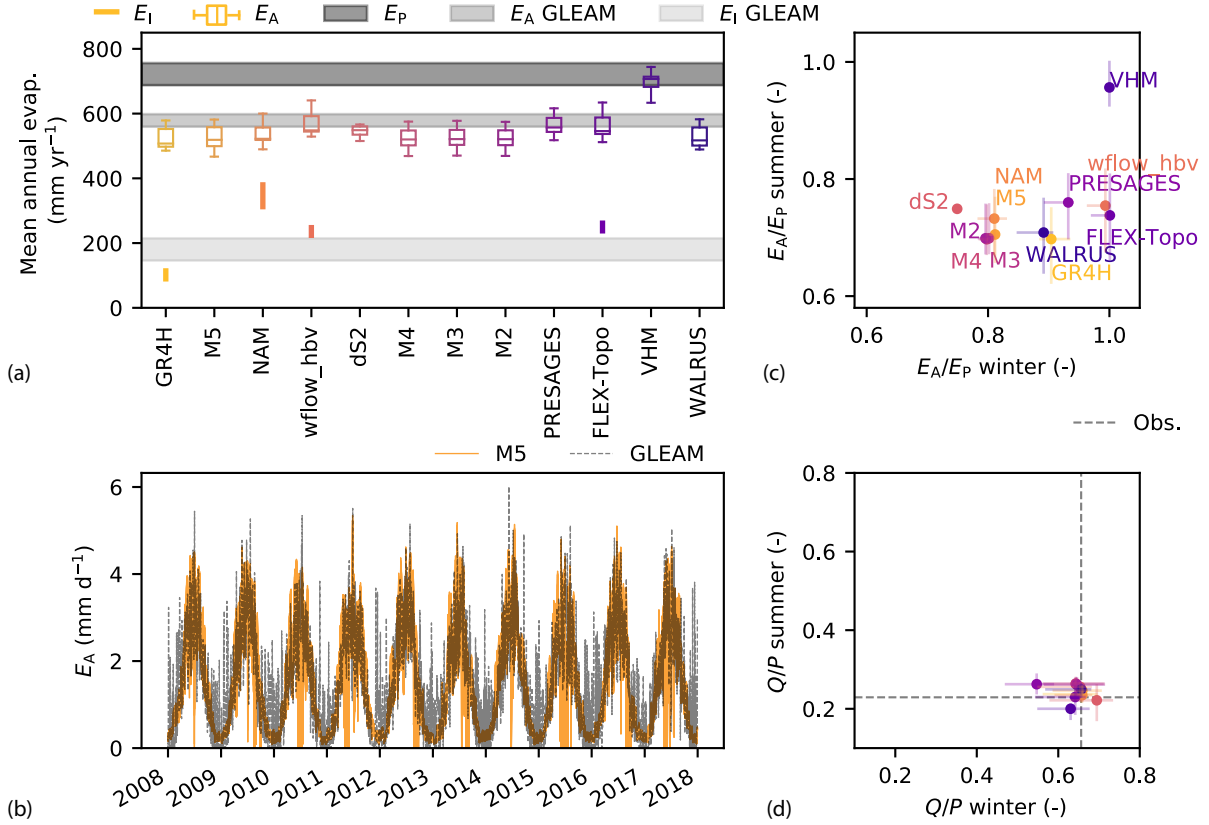 E_I E_A E_P E_A GLEAM E_I GLEAM
Mean annual evap.
(mm yr⁻¹)
800
600
400
200
0
GR4H M5 NAM wflow_hbv dS2 M4 M3 M2 PRESAGES FLEX-Topo VHM WALRUS
(a)
E_A/E_P summer (-)
1.0
0.8
0.6
VHM
wflow_hbv
NAM PRESAGES
dS2 M5
M2 FLEX-Topo
M4 M3 WALRUS
GR4H
0.6 0.8 1.0
E_A/E_P winter (-)
(c)
M5 GLEAM
E_A (mm d⁻¹)
6
4
2
0
2008 2009 2010 2011 2012 2013 2014 2015 2016 2017 2018
(b)
Obs.
Q/P summer (-)
0.8
0.6
0.4
0.2
0.2 0.4 0.6 0.8
Q/P winter (-)
(d)